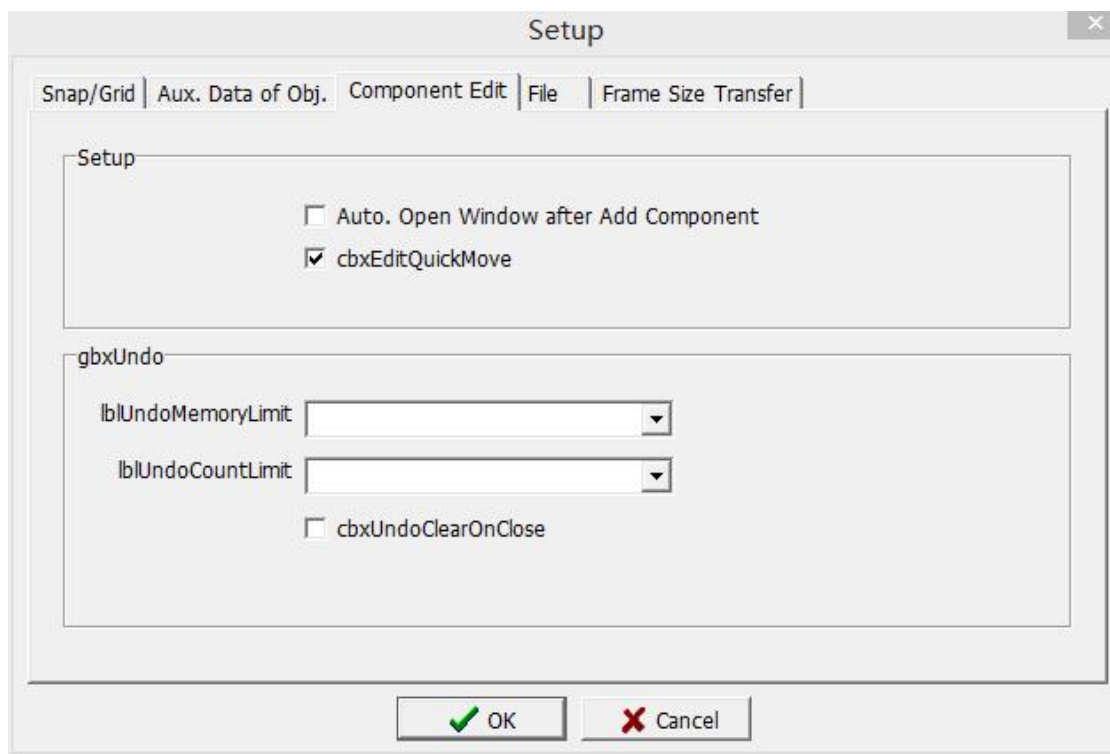 Setup
Snap/Grid Aux. Data of Obj. Component Edit File Frame Size Transfer
Setup
Auto. Open Window after Add Component
cbxEditQuickMove
gbxUndo
lblUndoMemoryLimit
lblUndoCountLimit
cbxUndoClearOnClose
OK Cancel